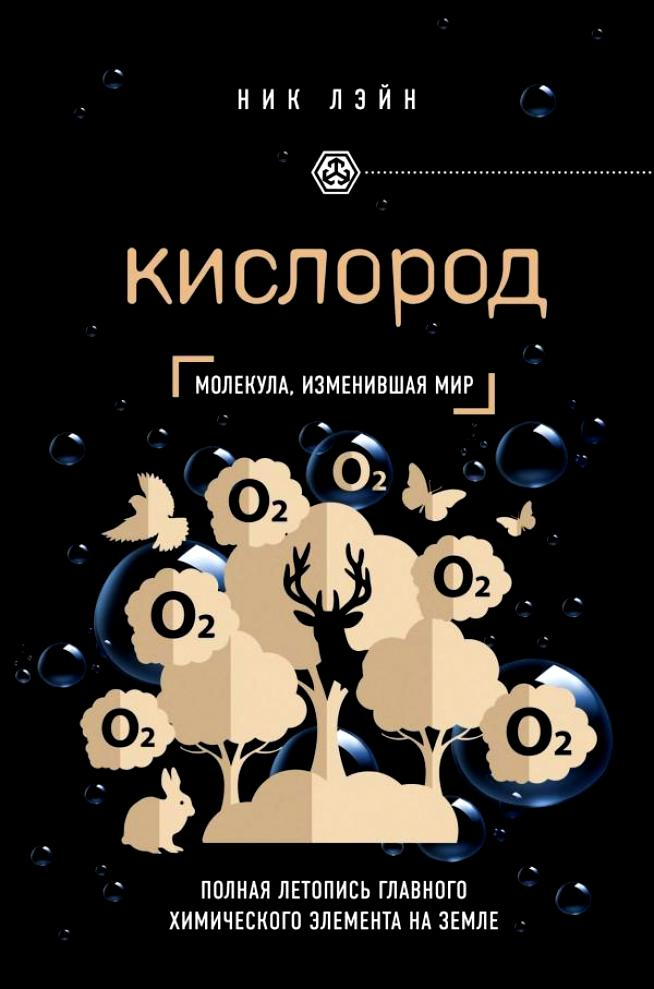 НИК ЛЭЙН
КИСЛОРОД
МОЛЕКУЛА, ИЗМЕНИВШАЯ МИР
O2
O2
O2
O2
O2
O2
ПОЛНАЯ ЛЕТОПИСЬ ГЛАВНОГО
ХИМИЧЕСКОГО ЭЛЕМЕНТА НА ЗЕМЛЕ